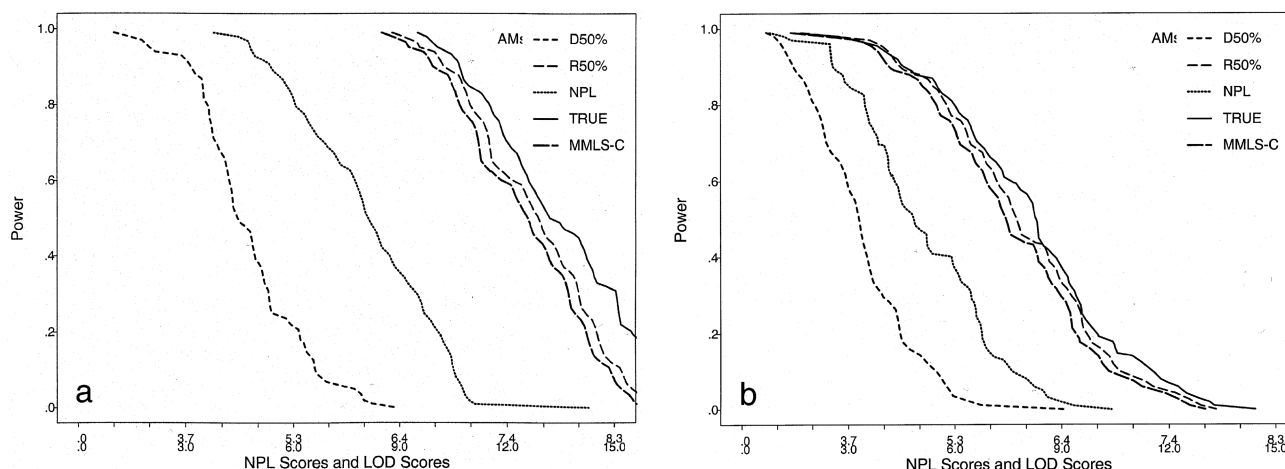 1.0
.8
.6
.4
.2
.0
Power
AMs
D50%
R50%
NPL
TRUE
MMLS-C
a
.0 3.7 5.3 6.4 7.4 8.3
.0 3.0 6.0 9.0 12.0 15.0
NPL Scores and LOD Scores
1.0
.8
.6
.4
.2
.0
Power
AMs
D50%
R50%
NPL
TRUE
MMLS-C
b
.0 3.7 5.3 8.4 7.4 8.3
.0 3.0 6.0 9.0 12.0 15.0
NPL Scores and LOD Scores